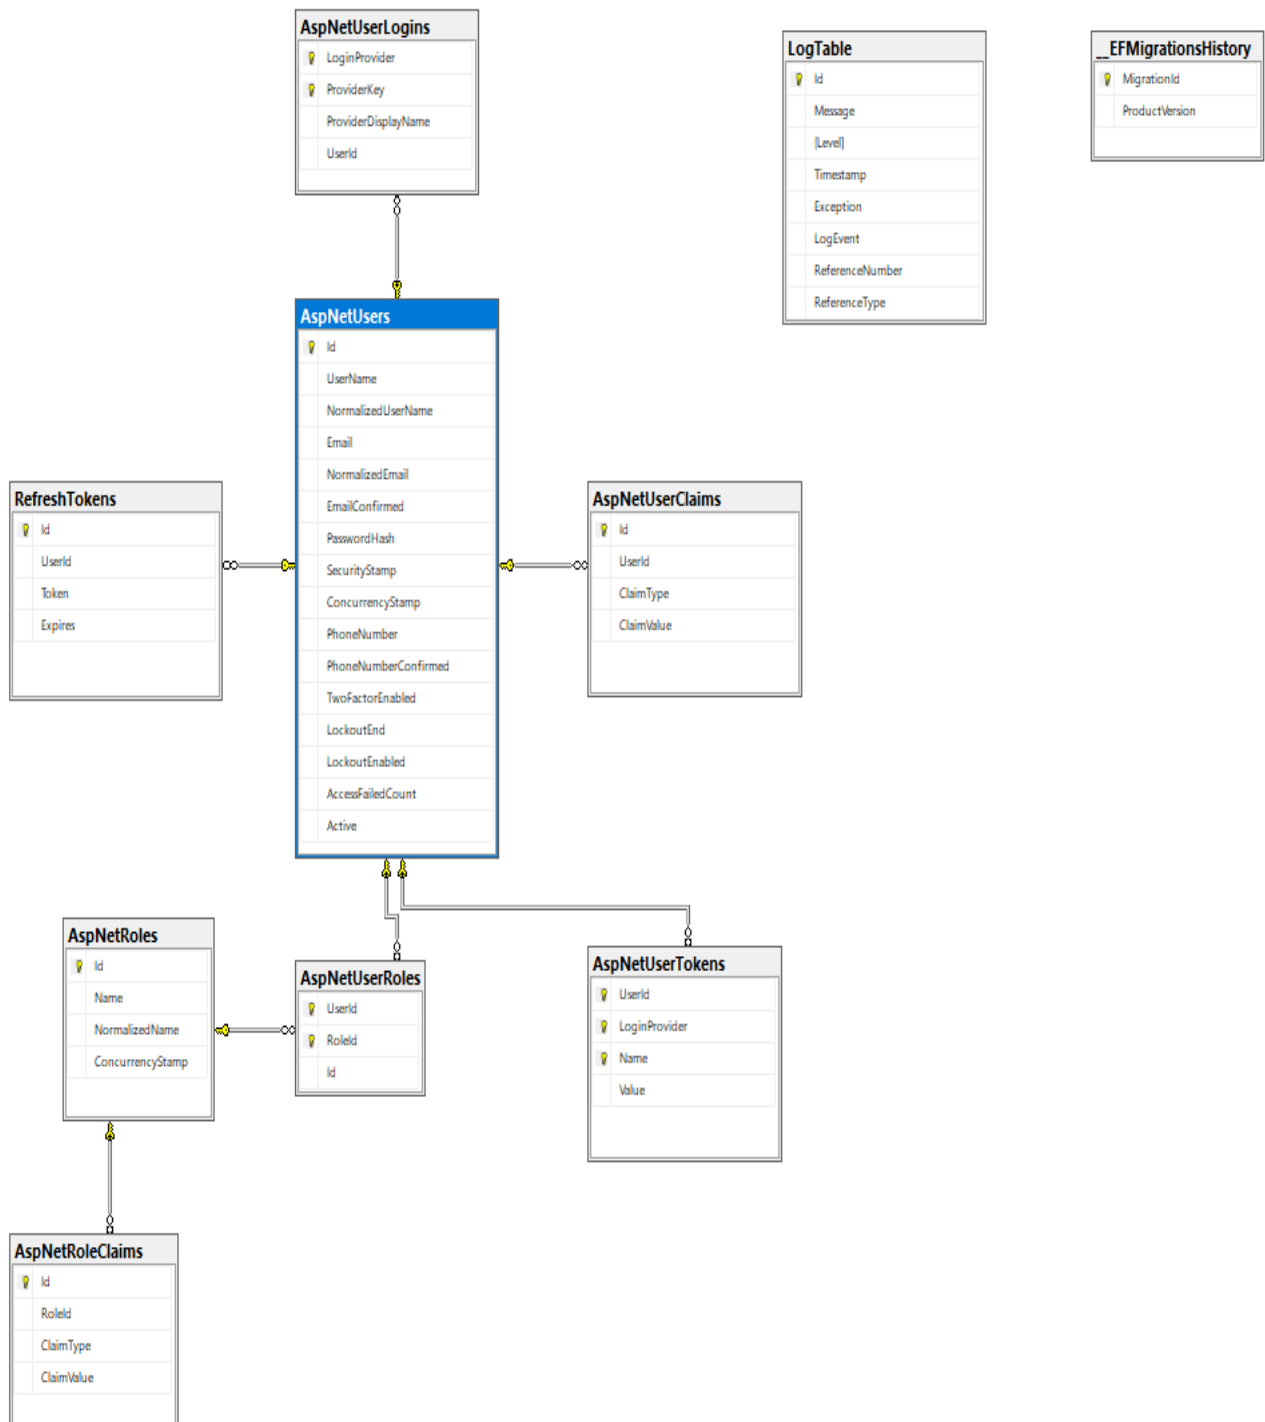 AspNetUserLogins
LoginProvider
ProviderKey
ProviderDisplayName
UserId
LogTable
Id
Message
[Level]
Timestamp
Exception
LogEvent
ReferenceNumber
ReferenceType
__EFMigrationsHistory
MigrationId
ProductVersion
AspNetUsers
Id
UserName
NormalizedUserName
Email
NormalizedEmail
EmailConfirmed
PasswordHash
SecurityStamp
ConcurrencyStamp
PhoneNumber
PhoneNumberConfirmed
TwoFactorEnabled
LockoutEnd
LockoutEnabled
AccessFailedCount
Active
RefreshTokens
Id
UserId
Token
Expires
AspNetUserClaims
Id
UserId
ClaimType
ClaimValue
AspNetRoles
Id
Name
NormalizedName
ConcurrencyStamp
AspNetUserRoles
UserId
RoleId
Id
AspNetUserTokens
UserId
LoginProvider
Name
Value
AspNetRoleClaims
Id
RoleId
ClaimType
ClaimValue